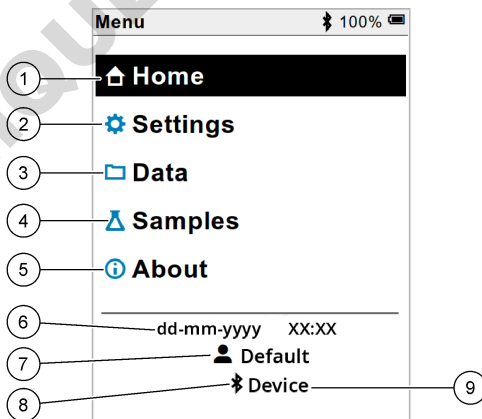 Menu 100%
1 Home
2 Settings
3 Data
4 Samples
5 About
6 dd-mm-yyyy XX:XX
7 Default
8 Device 9